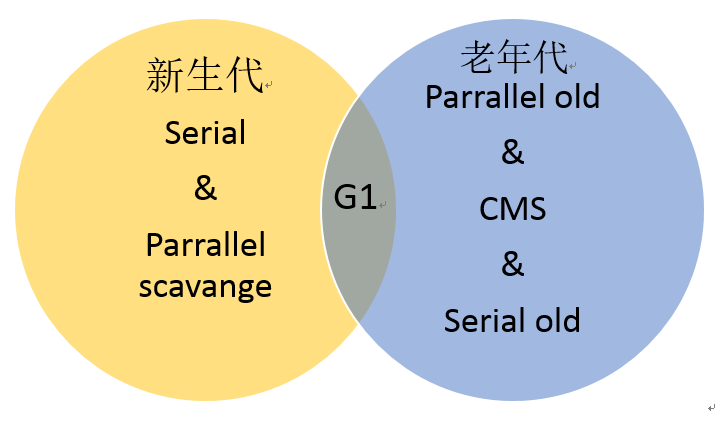 新生代
Serial
&
Parrallel
scavange
G1
老年代
Parrallel old
&
CMS
&
Serial old